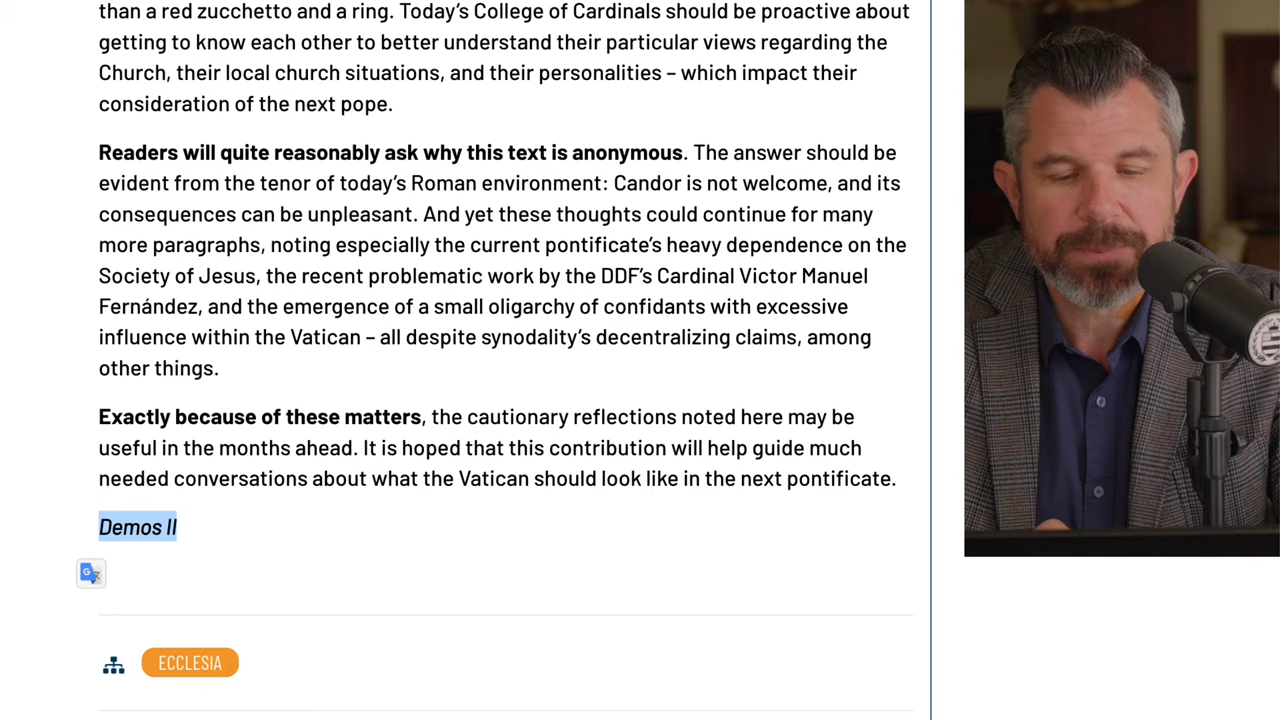 than a red zucchetto and a ring. Today’s College of Cardinals should be proactive about
getting to know each other to better understand their particular views regarding the
Church, their local church situations, and their personalities – which impact their
consideration of the next pope.
Readers will quite reasonably ask why this text is anonymous. The answer should be
evident from the tenor of today’s Roman environment: Candor is not welcome, and its
consequences can be unpleasant. And yet these thoughts could continue for many
more paragraphs, noting especially the current pontificate’s heavy dependence on the
Society of Jesus, the recent problematic work by the DDF’s Cardinal Victor Manuel
Fernández, and the emergence of a small oligarchy of confidants with excessive
influence within the Vatican – all despite synodality’s decentralizing claims, among
other things.
Exactly because of these matters, the cautionary reflections noted here may be
useful in the months ahead. It is hoped that this contribution will help guide much
needed conversations about what the Vatican should look like in the next pontificate.
Demos II
ECCLESIA